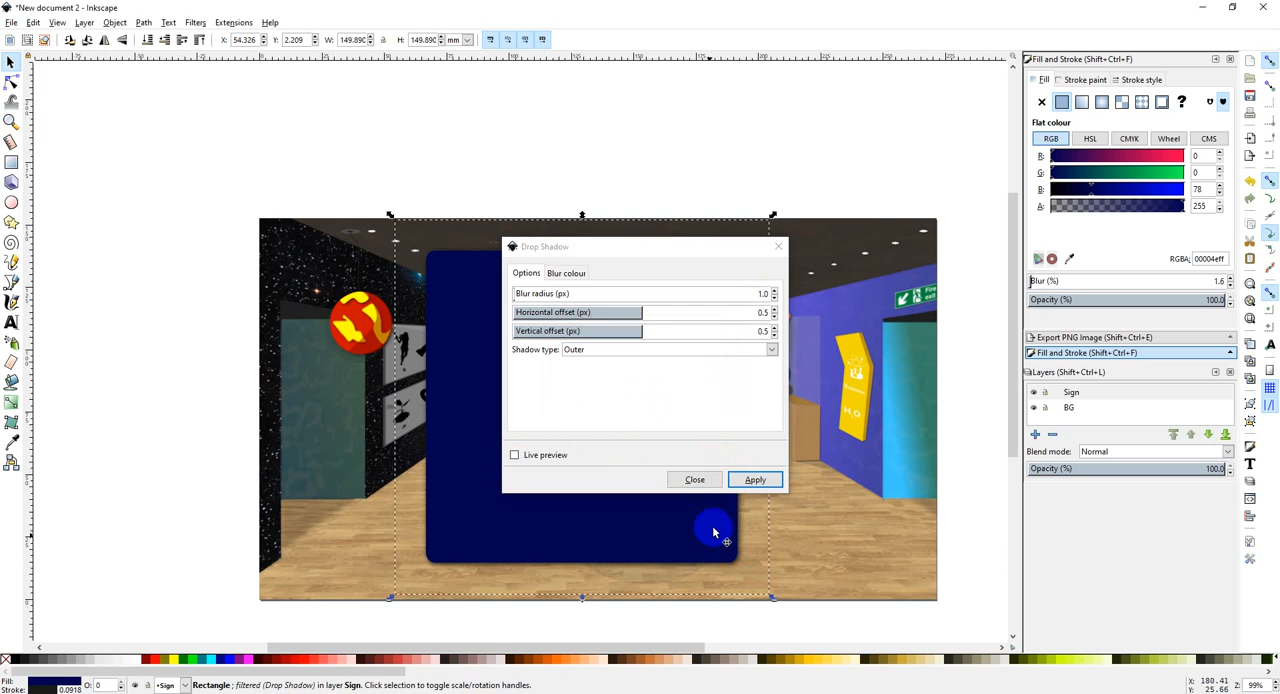 *New document 2 - Inkscape
File Edit View Layer Object Path Text Filters Extensions Help
X: 54.326 Y: 2.209 W: 149.890 H: 149.890 mm
Fill and Stroke (Shift+Ctrl+F)
Fill Stroke paint Stroke style
?
Flat colour
RGB HSL CMYK Wheel CMS
R: 0
G: 0
B: 78
A: 255
RGBA: 00004eff
Blur (%) 1.6
Opacity (%) 100.0
Export PNG Image (Shift+Ctrl+E)
Fill and Stroke (Shift+Ctrl+F)
Layers (Shift+Ctrl+L)
Sign
BG
Blend mode: Normal
Opacity (%) 100.0
Drop Shadow
Options Blur colour
Blur radius (px) 1.0
Horizontal offset (px) 0.5
Vertical offset (px) 0.5
Shadow type: Outer
Live preview
Close Apply
Fire
exit
H₂O
Fill:
Stroke: 0.0918
O: 0
•Sign
Rectangle ; filtered (Drop Shadow) in layer Sign. Click selection to toggle scale/rotation handles.
X: 180.41
Y: 25.66
Z: 99%